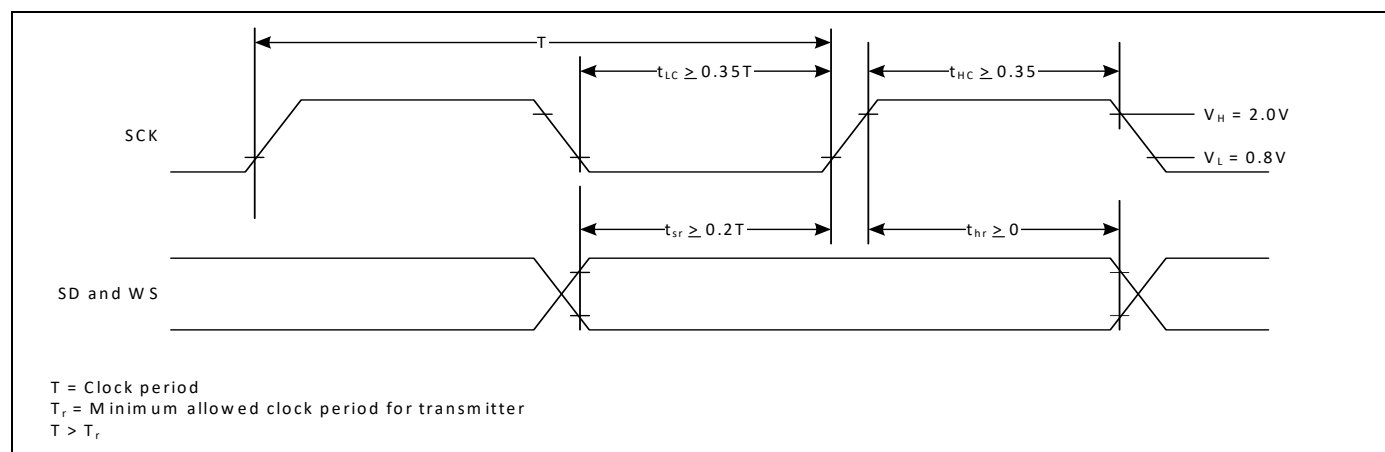 T
t_LC ≥ 0.35T
t_HC ≥ 0.35
SCK
V_H = 2.0V
V_L = 0.8V
t_sr ≥ 0.2T
t_hr ≥ 0
SD and WS
T = Clock period
T_r = Minimum allowed clock period for transmitter
T > T_r